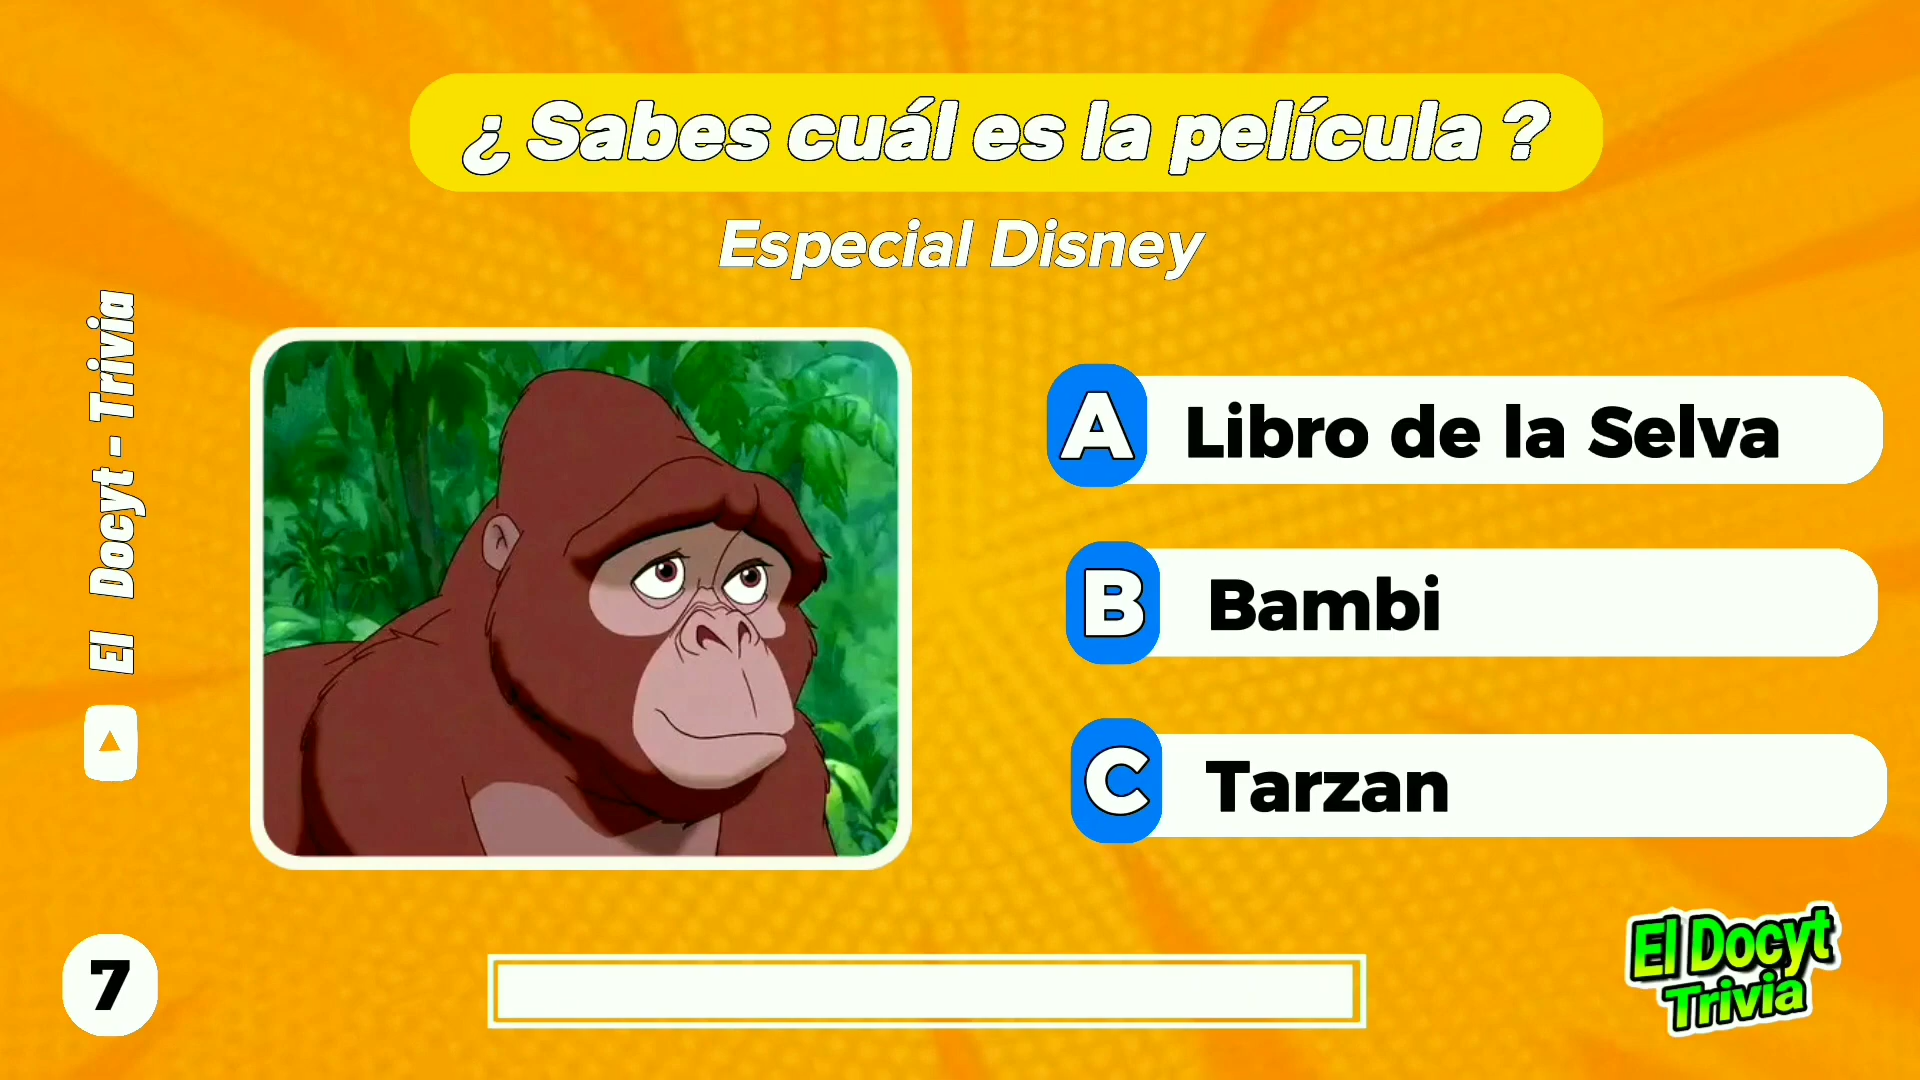 ¿ Sabes cuál es la película ?
Especial Disney
El Docyt - Trivia
A Libro de la Selva
B Bambi
C Tarzan
7
El Docyt
Trivia